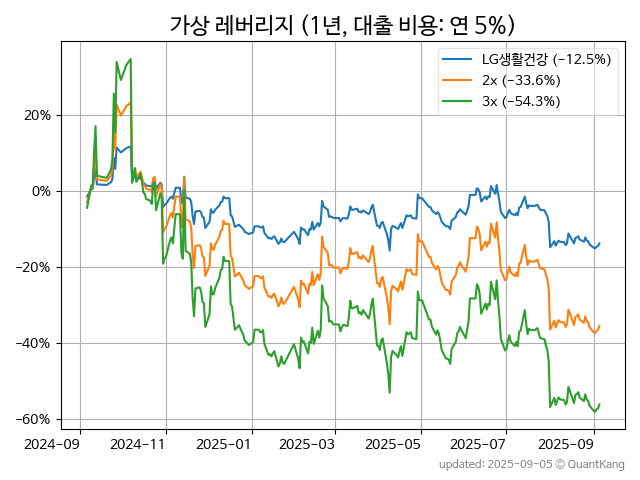 가상 레버리지 (1년, 대출 비용: 연 5%)
LG생활건강 (−12.5%)
2x (−33.6%)
3x (−54.3%)
20%
0%
−20%
−40%
−60%
2024−09 2024−11 2025−01 2025−03 2025−05 2025−07 2025−09
updated: 2025-09-05 © QuantKang